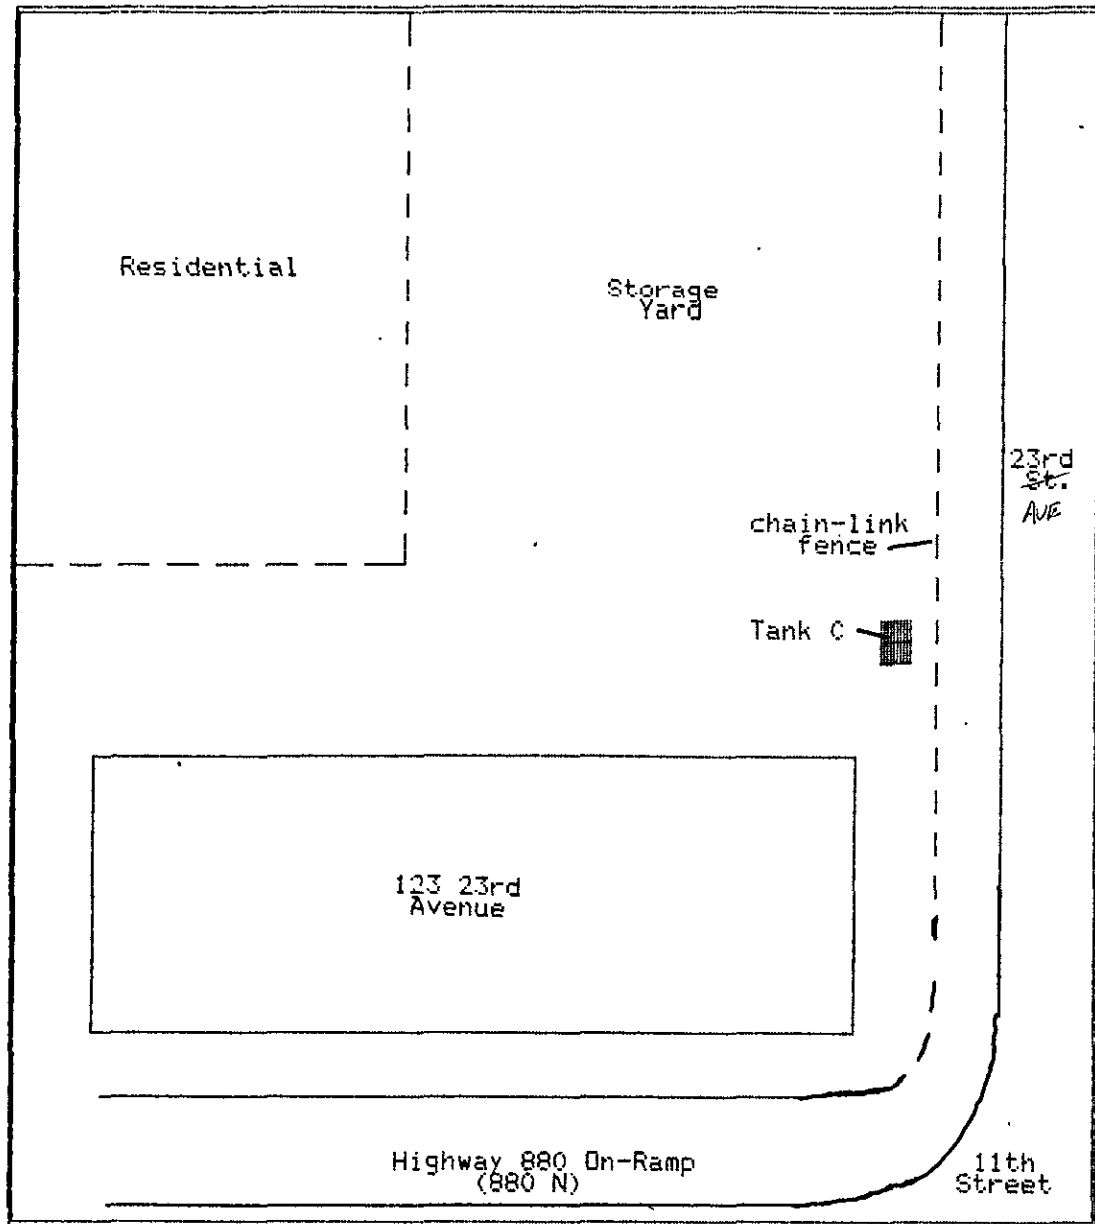 Residential
Storage
Yard
23rd
St.
AVE
chain-link
fence
Tank C
123 23rd
Avenue
Highway 880 On-Ramp
(880 N)
11th
Street